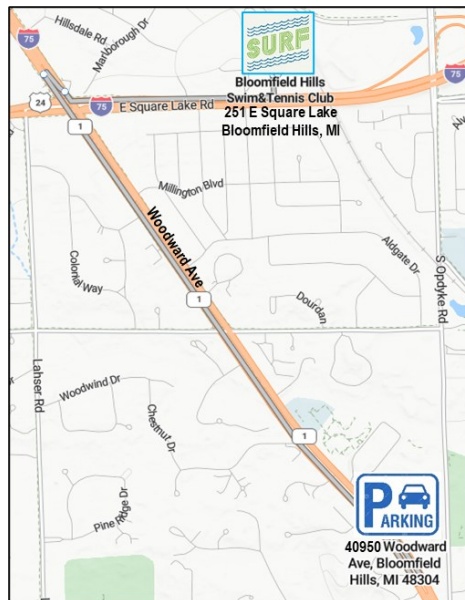 75
Hillsdale Rd.
Marlborough Dr
SURF
75
24
75
E Square Lake Rd
Bloomfield Hills
Swim&Tennis Club
251 E Square Lake
Bloomfield Hills, MI
1
Millington Blvd
Woodward Ave
Colonial Way
Aldgate Dr
S Opdyke Rd
1
Dourdan
Lahser Rd
Woodwind Dr
Chestnut Dr
1
Pine Ridge Dr
PARKING
40950 Woodward
Ave, Bloomfield
Hills, MI 48304